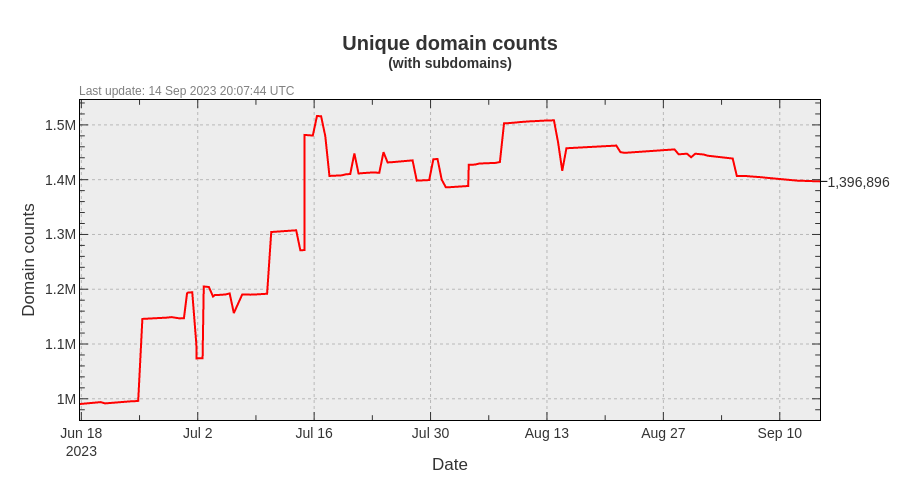 Unique domain counts
(with subdomains)
Last update: 14 Sep 2023 20:07:44 UTC
1.5M
1.4M
1.3M
1.2M
1.1M
1M
Domain counts
1,396,896
Jun 18
2023
Jul 2
Jul 16
Jul 30
Aug 13
Aug 27
Sep 10
Date